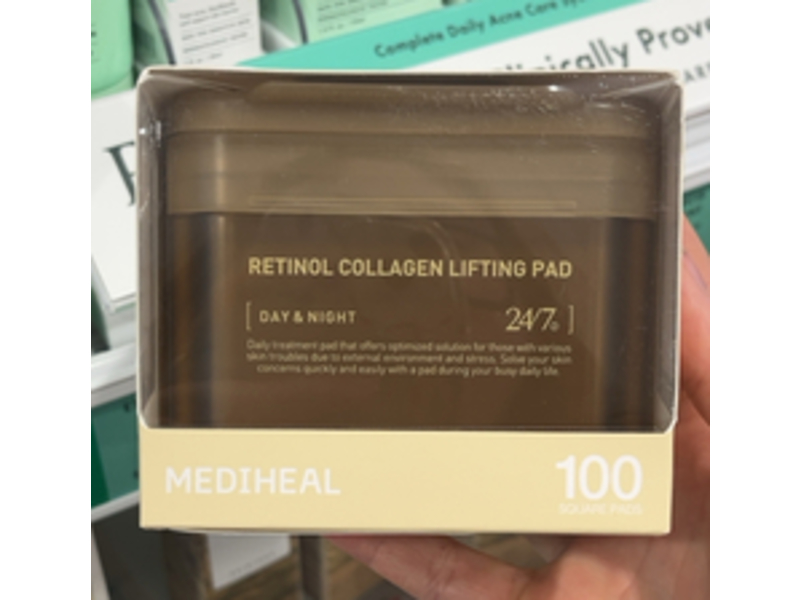 Complete Daily Acne Care
Clinically Prove
RETINOL COLLAGEN LIFTING PAD
[ DAY & NIGHT 24/7® ]
Daily treatment pad that offers optimized solution for those with various
skin troubles due to external environment and stress. Solve your skin
concerns quickly and easily with a pad during your busy daily life.
MEDIHEAL 100
SQUARE PADS